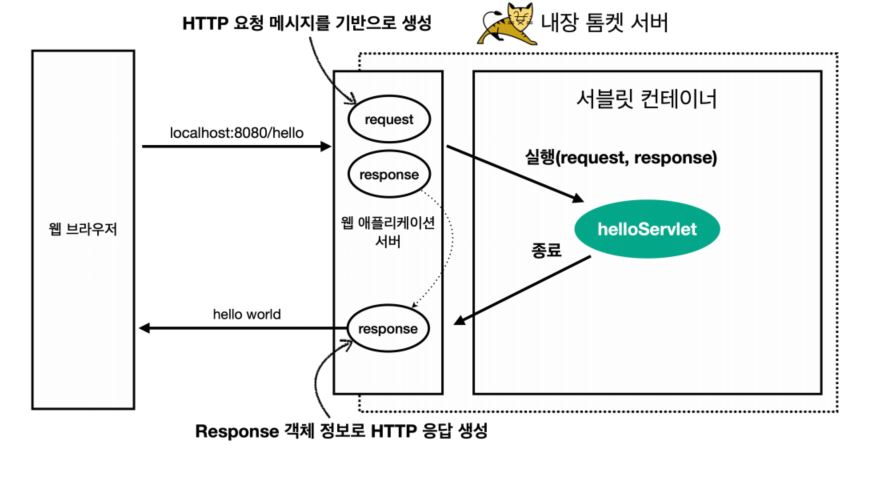 HTTP 요청 메시지를 기반으로 생성
내장 톰켓 서버
서블릿 컨테이너
request
localhost:8080/hello
실행(request, response)
response
웹 브라우저
웹 애플리케이션
서버
helloServlet
종료
hello world
response
Response 객체 정보로 HTTP 응답 생성